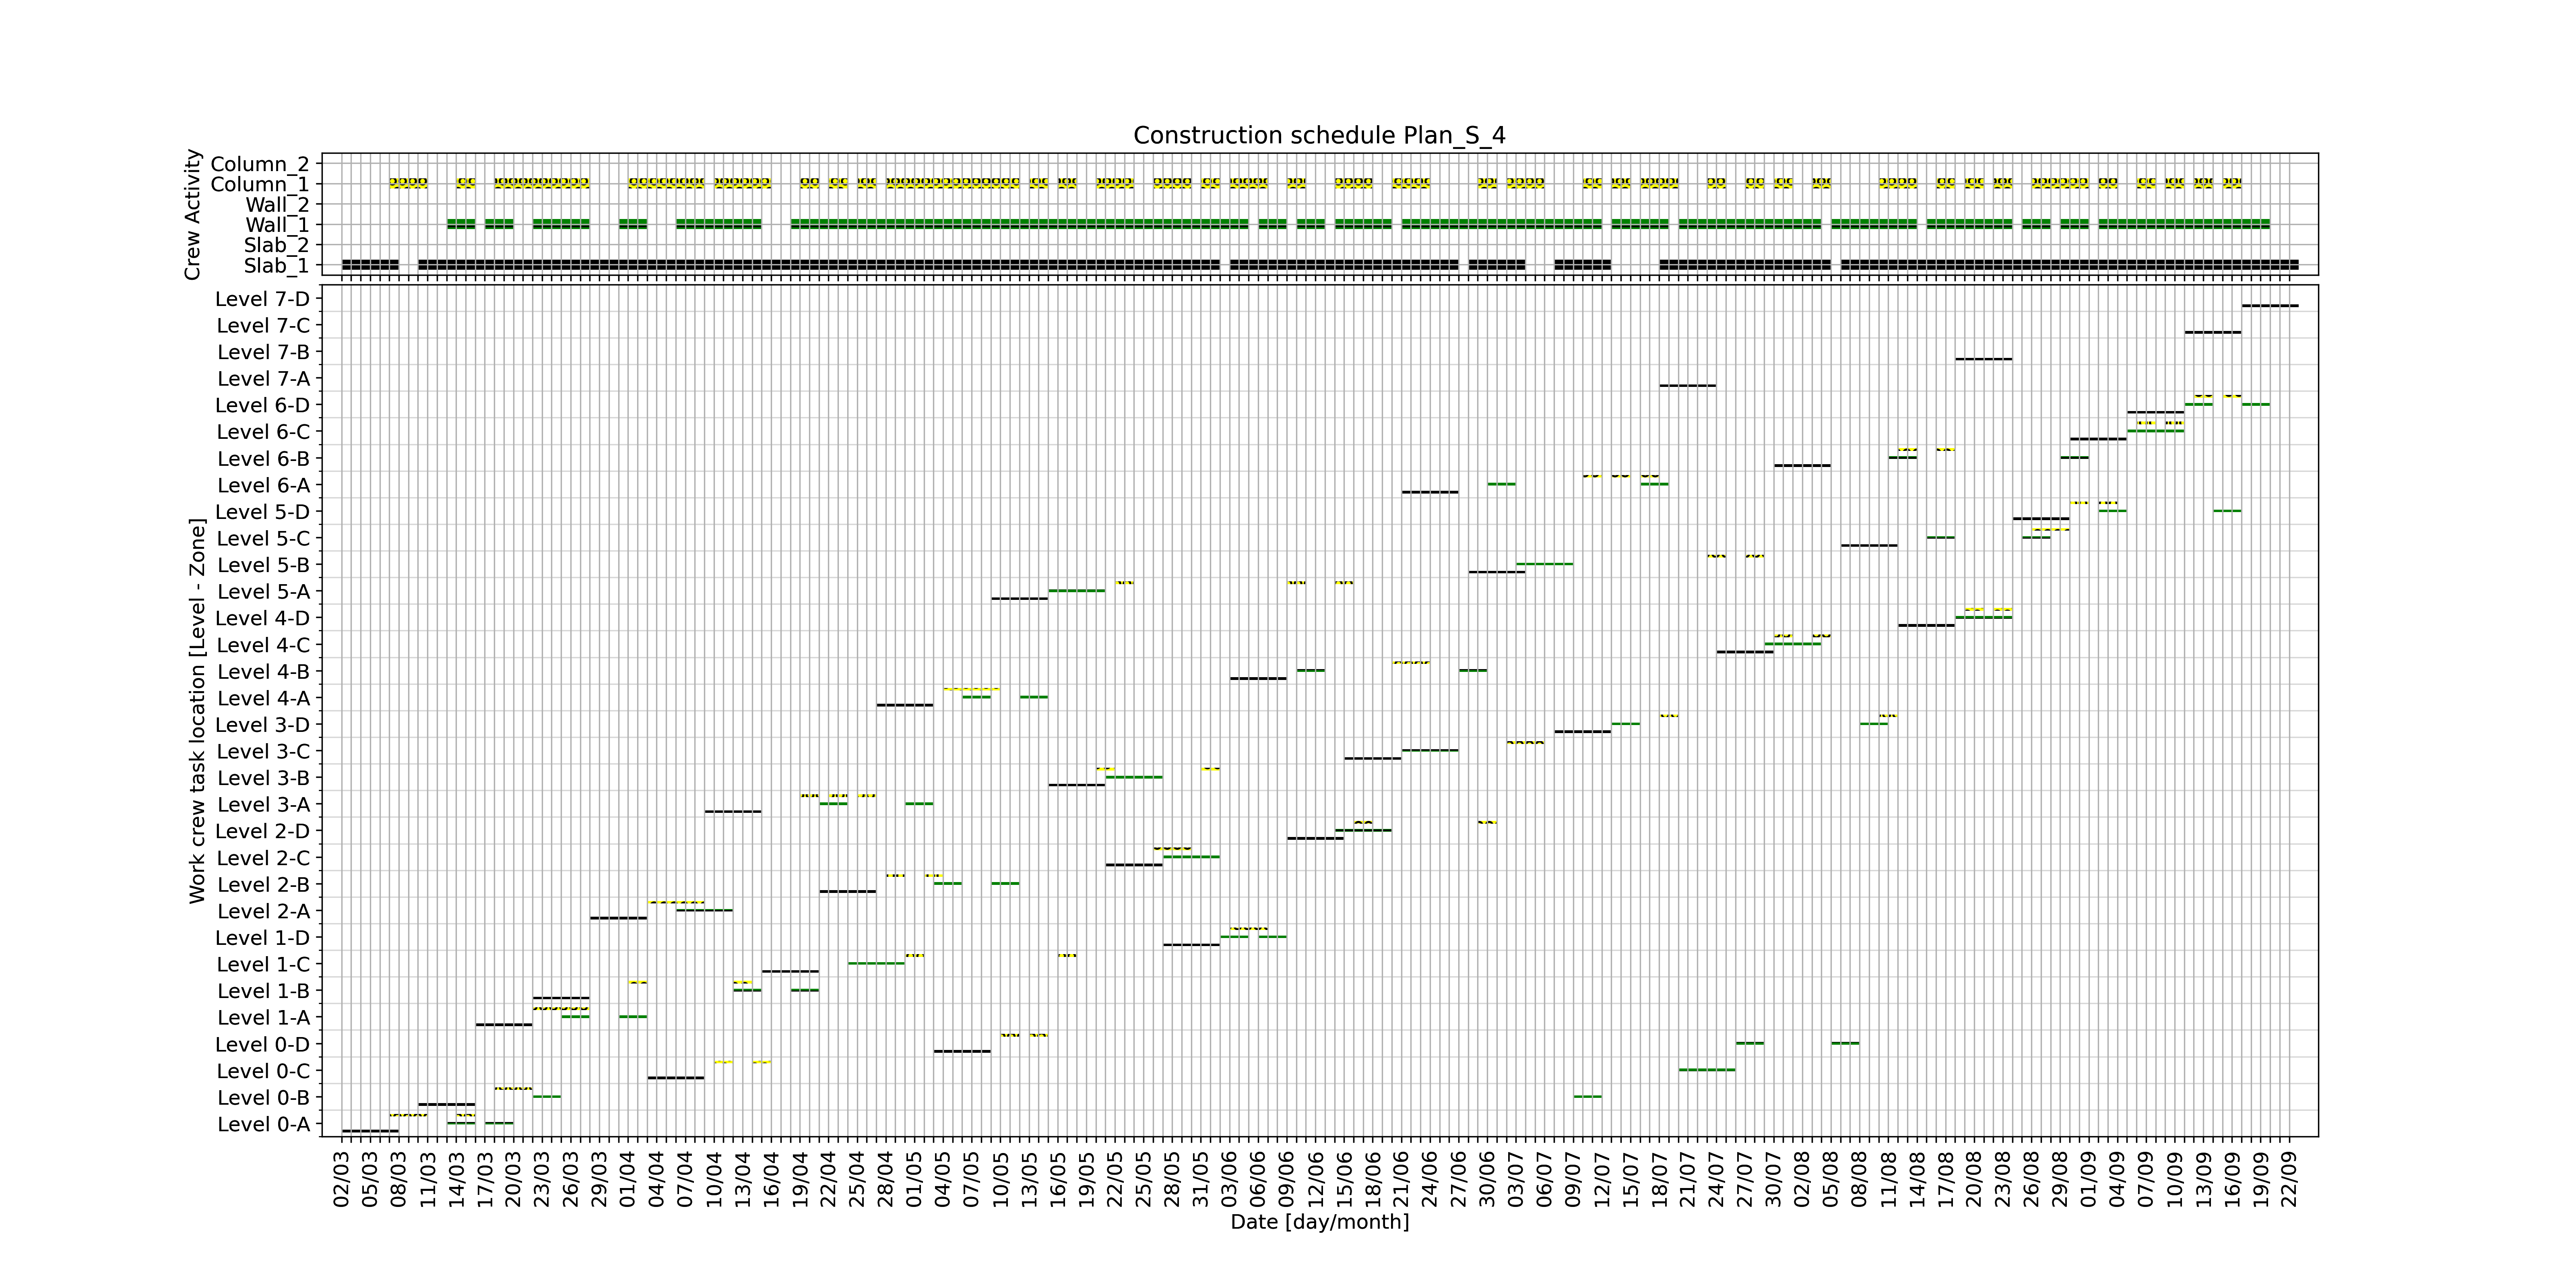 Construction schedule Plan_S_4
Crew Activity
Column_2
Column_1
Wall_2
Wall_1
Slab_2
Slab_1
Work crew task location [Level - Zone]
Level 7-D
Level 7-C
Level 7-B
Level 7-A
Level 6-D
Level 6-C
Level 6-B
Level 6-A
Level 5-D
Level 5-C
Level 5-B
Level 5-A
Level 4-D
Level 4-C
Level 4-B
Level 4-A
Level 3-D
Level 3-C
Level 3-B
Level 3-A
Level 2-D
Level 2-C
Level 2-B
Level 2-A
Level 1-D
Level 1-C
Level 1-B
Level 1-A
Level 0-D
Level 0-C
Level 0-B
Level 0-A
02/03 05/03 08/03 11/03 14/03 17/03 20/03 23/03 26/03 29/03 01/04 04/04 07/04 10/04 13/04 16/04 19/04 22/04 25/04 28/04 01/05 04/05 07/05 10/05 13/05 16/05 19/05 22/05 25/05 28/05 31/05 03/06 06/06 09/06 12/06 15/06 18/06 21/06 24/06 27/06 30/06 03/07 06/07 09/07 12/07 15/07 18/07 21/07 24/07 27/07 30/07 02/08 05/08 08/08 11/08 14/08 17/08 20/08 23/08 26/08 29/08 01/09 04/09 07/09 10/09 13/09 16/09 19/09 22/09
Date [day/month]